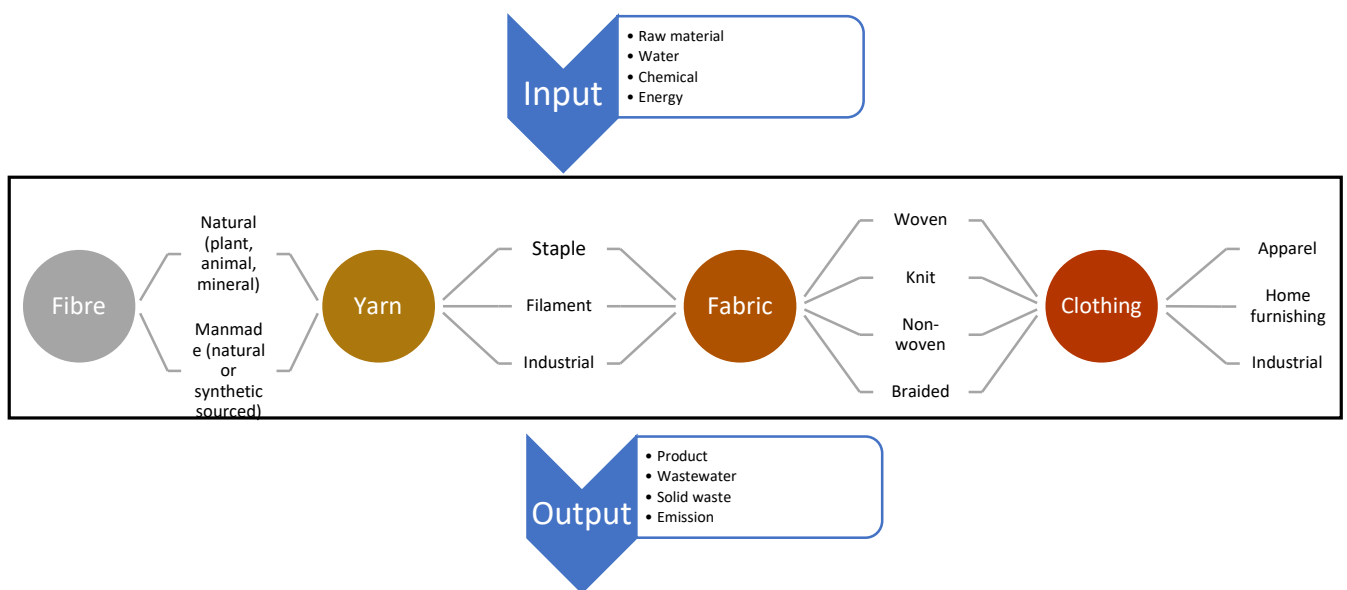 Input
• Raw material
• Water
• Chemical
• Energy
Fibre
Natural
(plant,
animal,
mineral)
Manmad
e (natural
or
synthetic
sourced)
Yarn
Staple
Filament
Industrial
Fabric
Woven
Knit
Non-
woven
Braided
Clothing
Apparel
Home
furnishing
Industrial
Output
• Product
• Wastewater
• Solid waste
• Emission